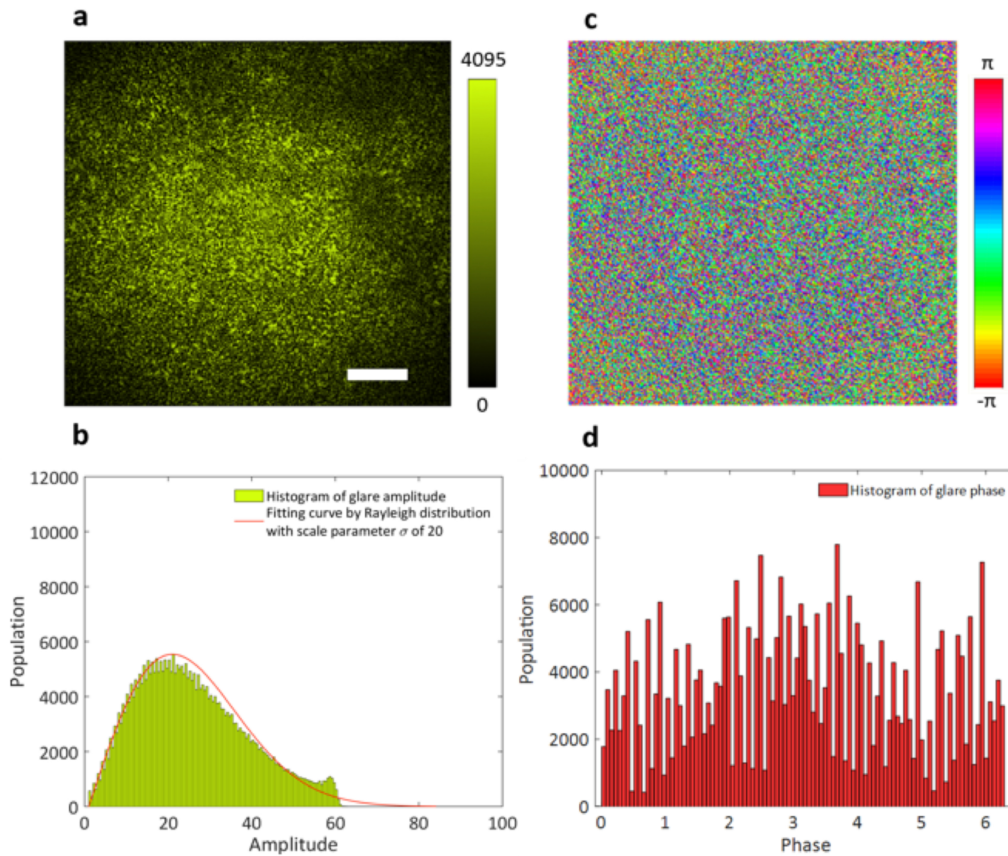 a
4095
0
c
π
-π
b
12000
10000
8000
6000
4000
2000
0
Population
Histogram of glare amplitude
Fitting curve by Rayleigh distribution
with scale parameter σ of 20
0 20 40 60 80 100
Amplitude
d
10000
8000
6000
4000
2000
0
Population
Histogram of glare phase
0 1 2 3 4 5 6
Phase